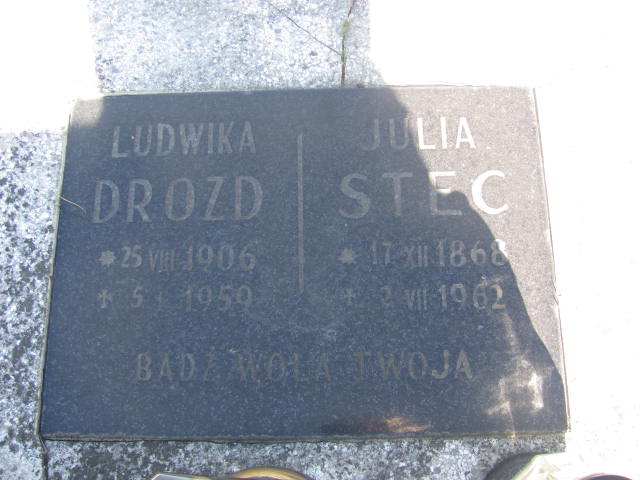 LUDWIKA
DROZD
* 25 VIII 1906
+ 5 I 1959
JULIA
STEC
* 17 XII 1868
+ 2 VII 1962
BĄDŹ WOLA TWOJA